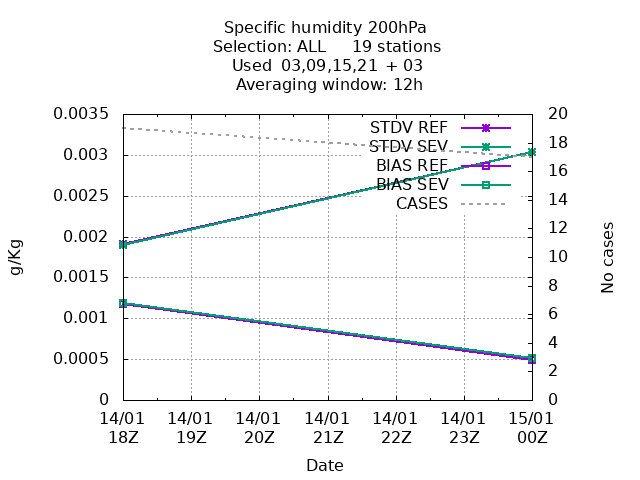 Specific humidity 200hPa
Selection: ALL     19 stations
Used  03,09,15,21 + 03
Averaging window: 12h
0.0035
0.003
0.0025
0.002
0.0015
0.001
0.0005
0
g/Kg
STDV REF
STDV SEV
BIAS REF
BIAS SEV
CASES
20
18
16
14
12
10
8
6
4
2
0
No cases
14/01 14/01 14/01 14/01 14/01 14/01 15/01
18Z 19Z 20Z 21Z 22Z 23Z 00Z
Date